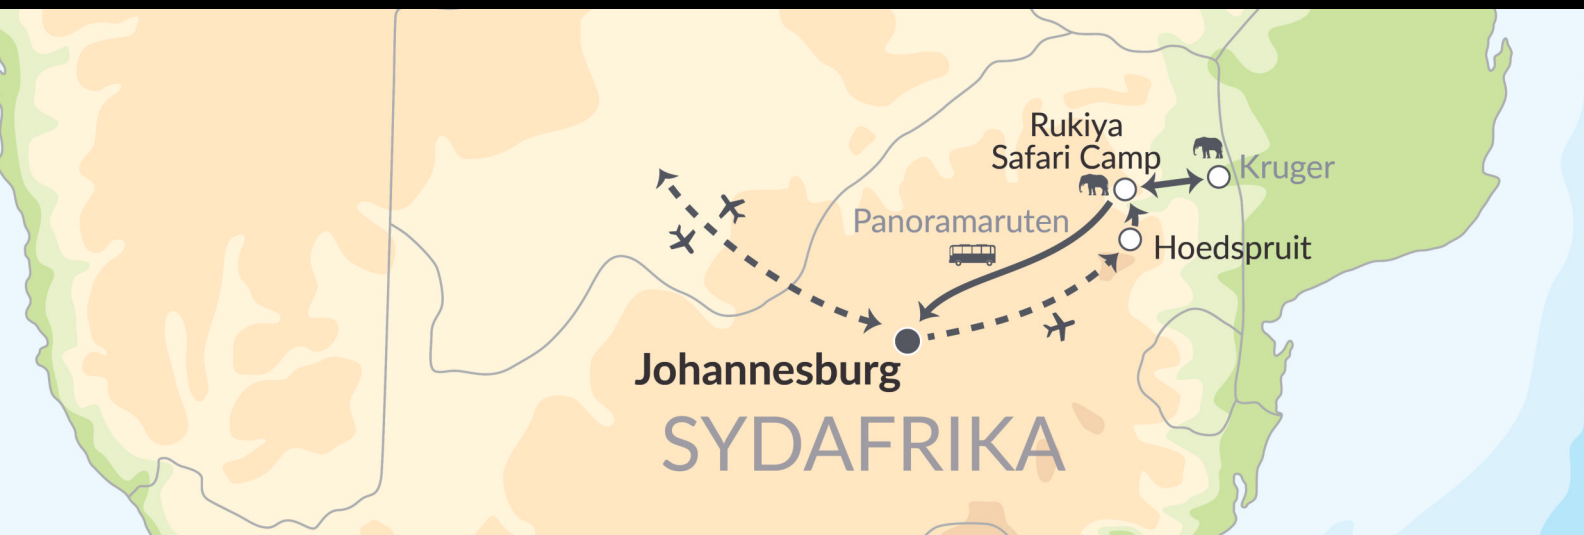 Rukiya
Safari Camp
Kruger
Panoramaruten
Hoedspruit
Johannesburg
SYDAFRIKA